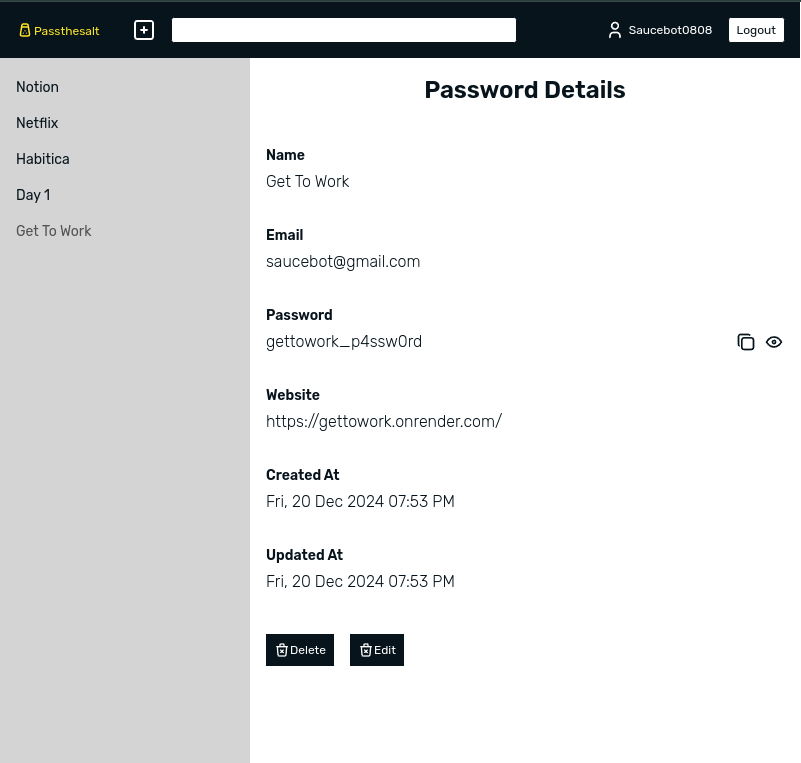 Passthesalt
Saucebot0808
Logout
Notion
Netflix
Habitica
Day 1
Get To Work
Password Details
Name
Get To Work
Email
saucebot@gmail.com
Password
gettowork_p4ssw0rd
Website
https://gettowork.onrender.com/
Created At
Fri, 20 Dec 2024 07:53 PM
Updated At
Fri, 20 Dec 2024 07:53 PM
Delete Edit